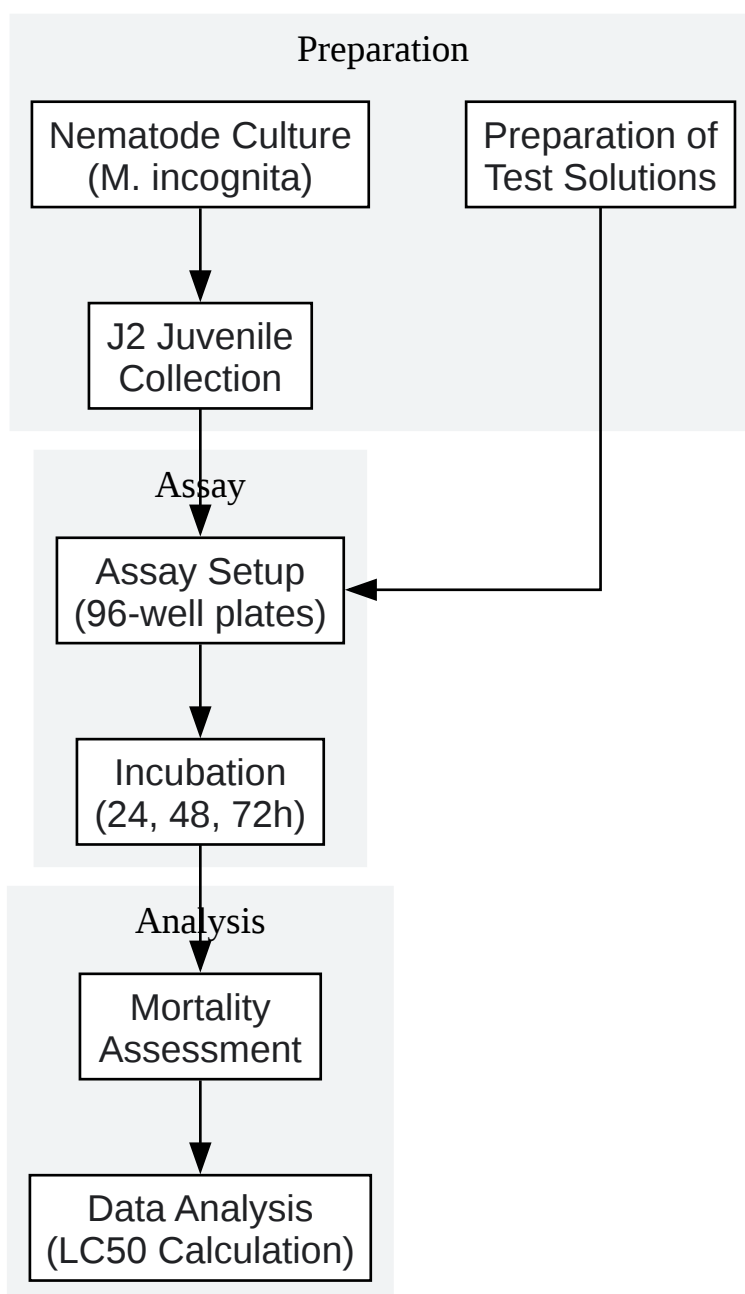 Preparation
Nematode Culture
(M. incognita)
Preparation of
Test Solutions
J2 Juvenile
Collection
Assay
Assay Setup
(96-well plates)
Incubation
(24, 48, 72h)
Analysis
Mortality
Assessment
Data Analysis
(LC50 Calculation)